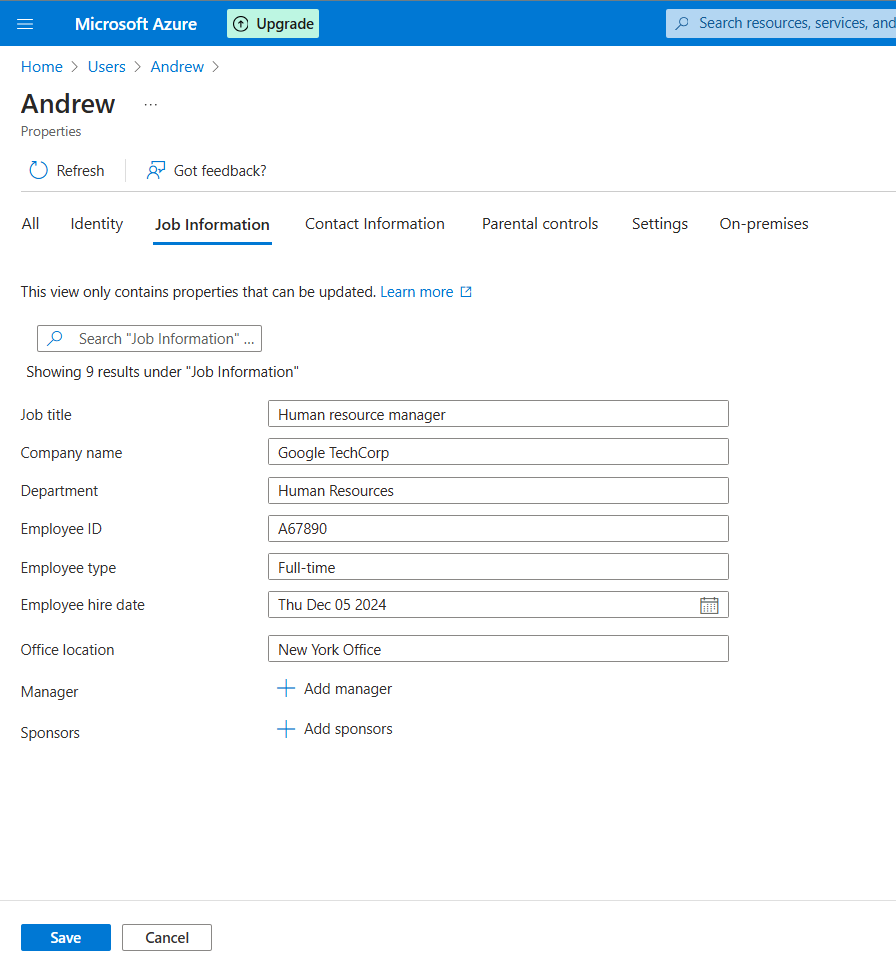 Microsoft Azure Upgrade Search resources, services, and
Home > Users > Andrew >
Andrew ...
Properties
Refresh Got feedback?
All Identity Job Information Contact Information Parental controls Settings On-premises
This view only contains properties that can be updated. Learn more
Search "Job Information" ...
Showing 9 results under "Job Information"
Job title Human resource manager
Company name Google TechCorp
Department Human Resources
Employee ID A67890
Employee type Full-time
Employee hire date Thu Dec 05 2024
Office location New York Office
Manager + Add manager
Sponsors + Add sponsors
Save Cancel